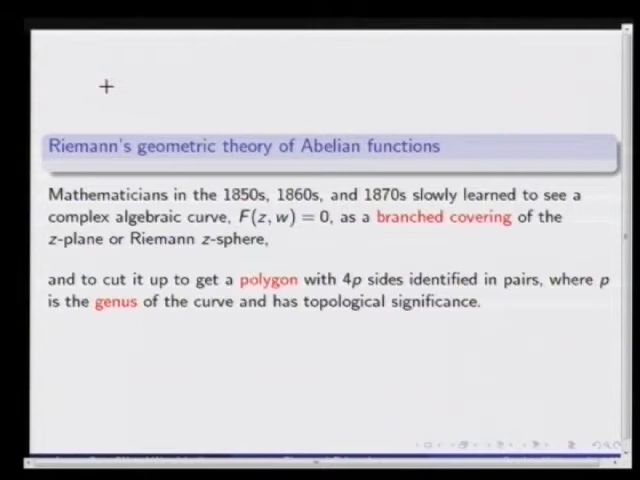 Riemann's geometric theory of Abelian functions
Mathematicians in the 1850s, 1860s, and 1870s slowly learned to see a
complex algebraic curve, F(z, w) = 0, as a branched covering of the
z-plane or Riemann z-sphere,
and to cut it up to get a polygon with 4p sides identified in pairs, where p
is the genus of the curve and has topological significance.